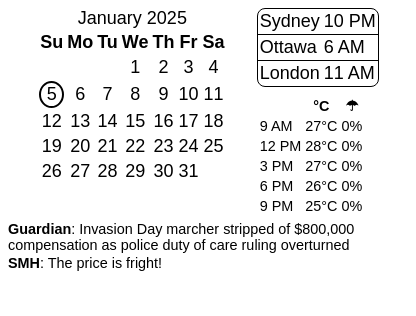 January 2025
Su Mo Tu We Th Fr Sa
1 2 3 4
5 6 7 8 9 10 11
12 13 14 15 16 17 18
19 20 21 22 23 24 25
26 27 28 29 30 31
Sydney 10 PM
Ottawa 6 AM
London 11 AM
°C ☂
9 AM 27°C 0%
12 PM 28°C 0%
3 PM 27°C 0%
6 PM 26°C 0%
9 PM 25°C 0%
Guardian: Invasion Day marcher stripped of $800,000
compensation as police duty of care ruling overturned
SMH: The price is fright!